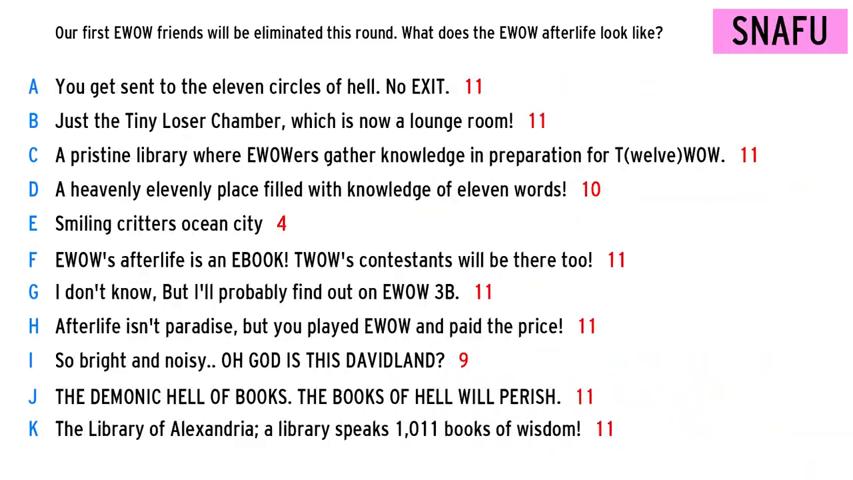 Our first EWOW friends will be eliminated this round. What does the EWOW afterlife look like?
SNAFU
A You get sent to the eleven circles of hell. No EXIT. 11
B Just the Tiny Loser Chamber, which is now a lounge room! 11
C A pristine library where EWOWers gather knowledge in preparation for T(welve)WOW. 11
D A heavenly elevenly place filled with knowledge of eleven words! 10
E Smiling critters ocean city 4
F EWOW's afterlife is an EBOOK! TWOW's contestants will be there too! 11
G I don't know, But I'll probably find out on EWOW 3B. 11
H Afterlife isn't paradise, but you played EWOW and paid the price! 11
I So bright and noisy.. OH GOD IS THIS DAVIDLAND? 9
J THE DEMONIC HELL OF BOOKS. THE BOOKS OF HELL WILL PERISH. 11
K The Library of Alexandria; a library speaks 1,011 books of wisdom! 11